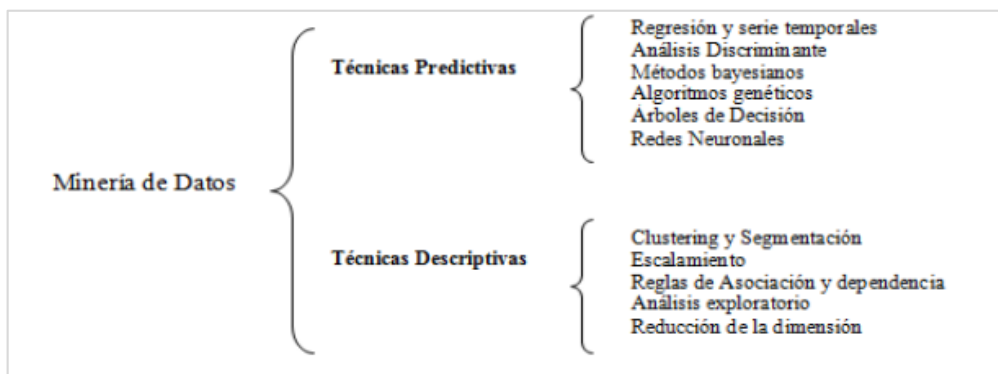 Minería de Datos
Técnicas Predictivas
Regresión y serie temporales
Análisis Discriminante
Métodos bayesianos
Algoritmos genéticos
Árboles de Decisión
Redes Neuronales
Técnicas Descriptivas
Clustering y Segmentación
Escalamiento
Reglas de Asociación y dependencia
Análisis exploratorio
Reducción de la dimensión